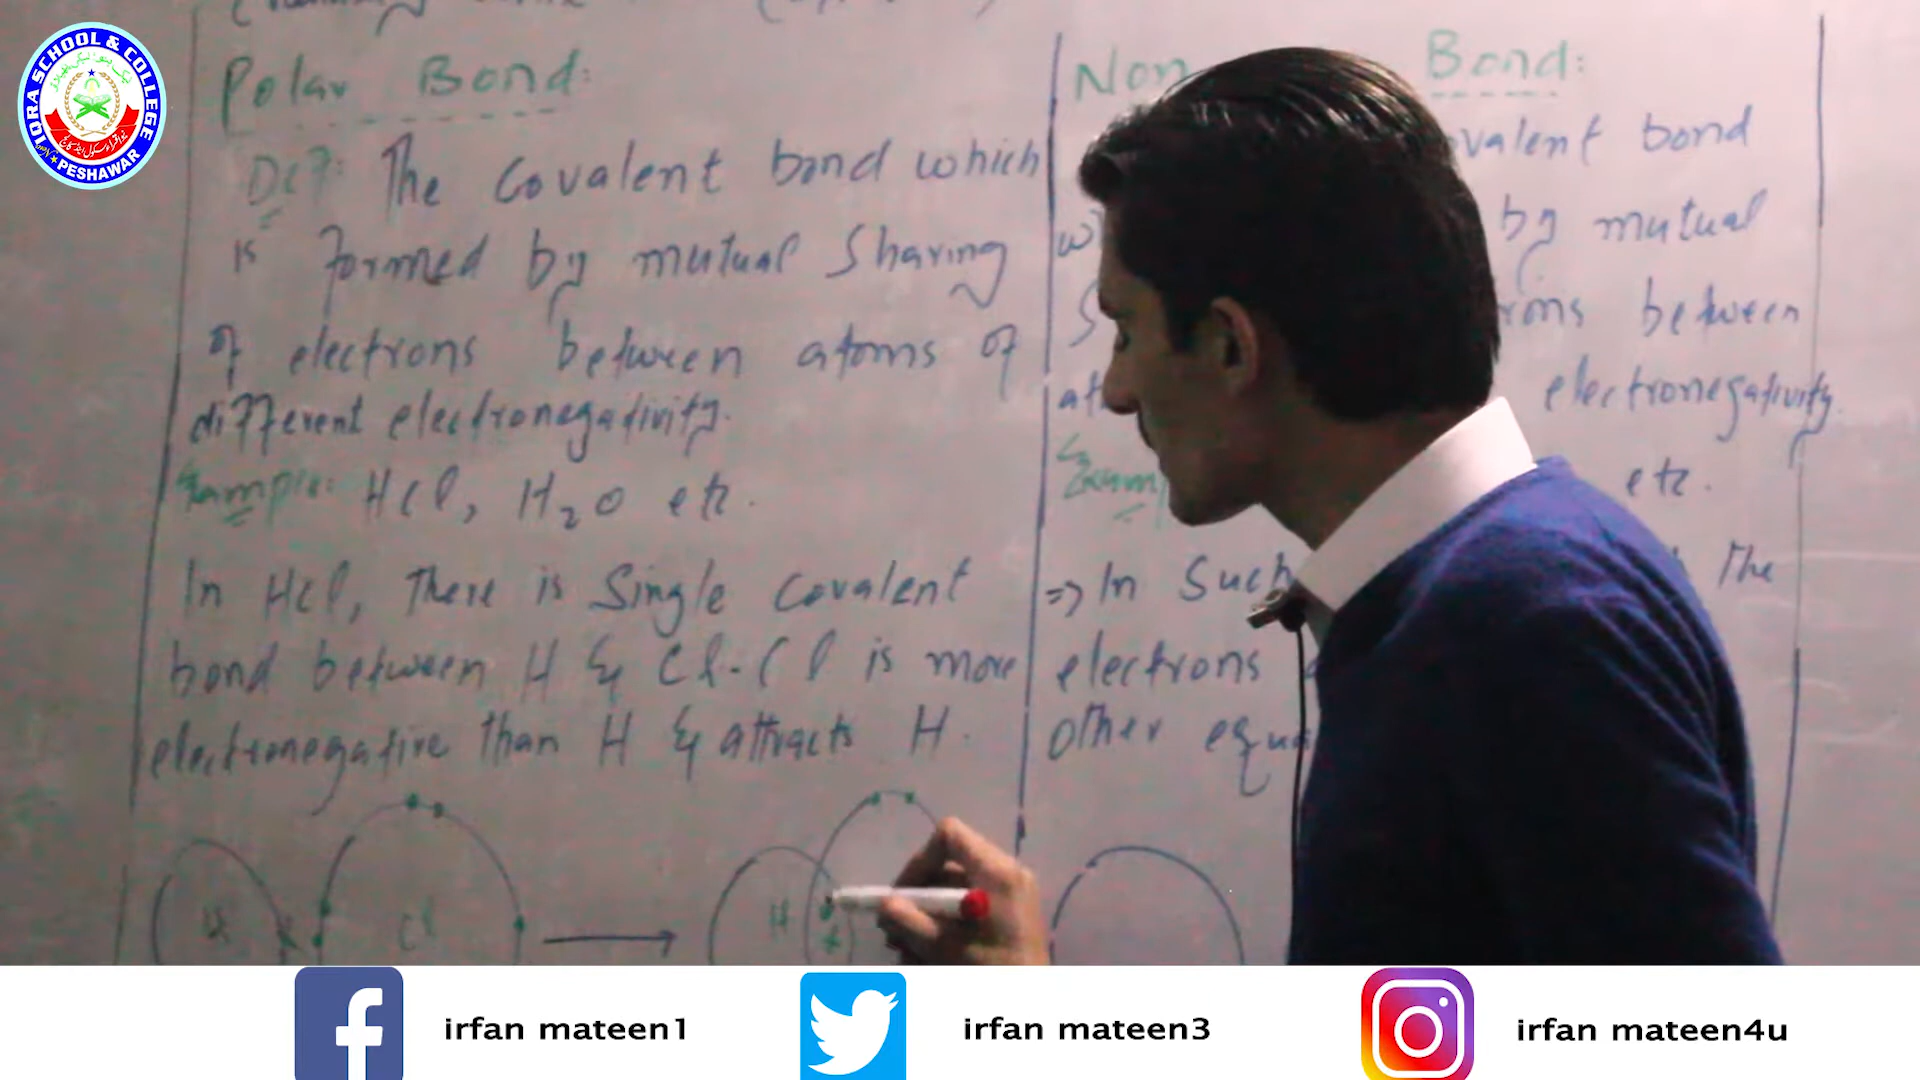 IQRA SCHOOL & COLLEGE
PESHAWAR
Polar Bond:
Def: The Covalent bond which
is formed by mutual Sharing
of electrons between atoms of
different electronegativity.
Example: HCl, H2O etc.
In HCl, There is Single Covalent
bond between H & Cl. Cl is more
electronegative than H & attracts H.
H Cl H
Non Bond:
ovalent bond
by mutual
rons between
electronegativity.
etc.
=> In Such The
electrons
Other equa
irfan mateen1
irfan mateen3
irfan mateen4u